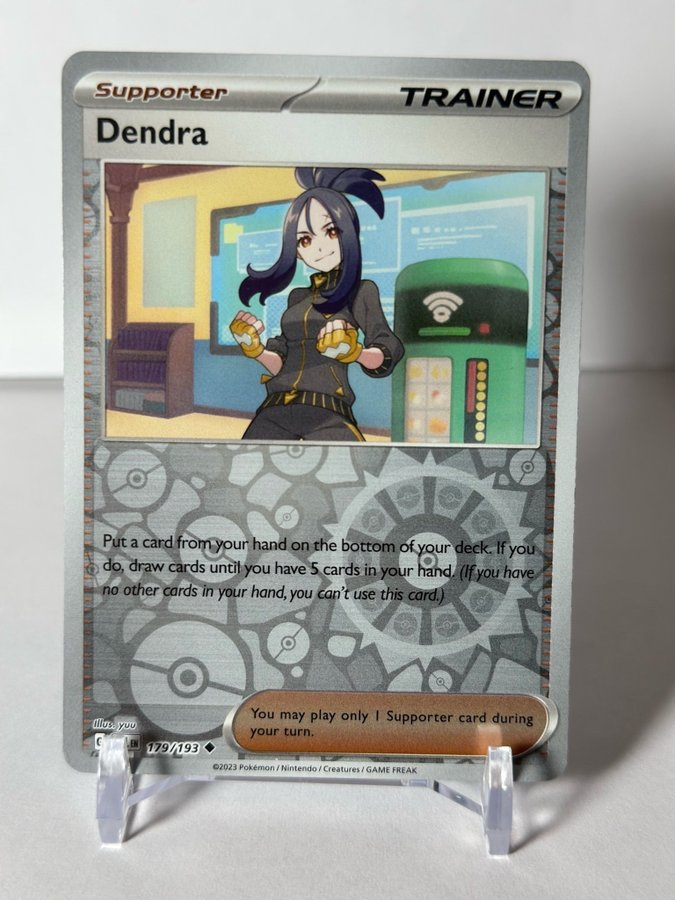 Supporter
TRAINER
Dendra
Put a card from your hand on the bottom of your deck. If you
do, draw cards until you have 5 cards in your hand. (If you have
no other cards in your hand, you can't use this card.)
You may play only 1 Supporter card during
your turn.
Illus. yuu
G EN 179/193
©2023 Pokémon / Nintendo / Creatures / GAME FREAK